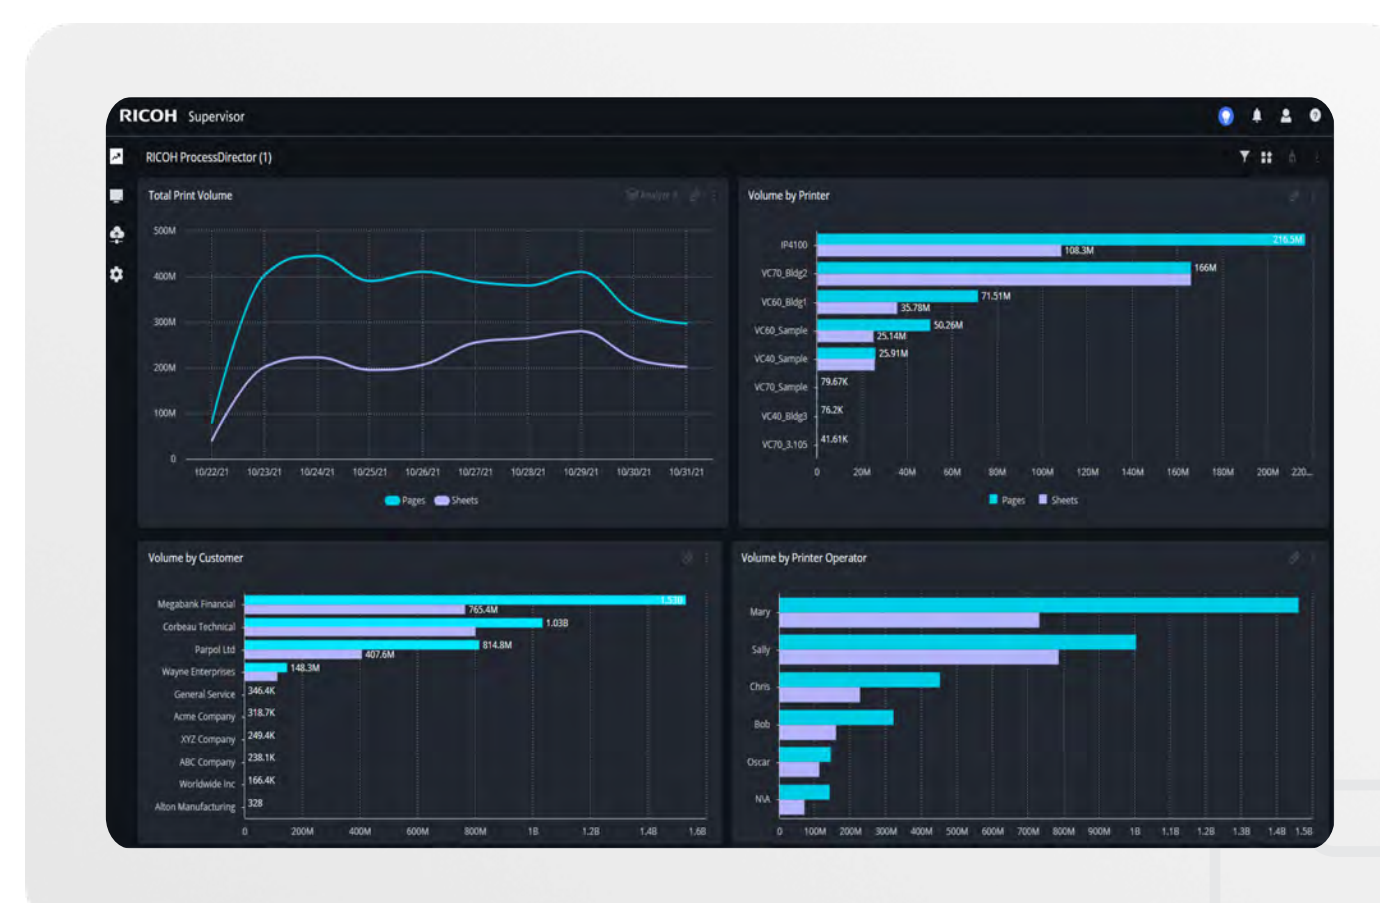 RICOH Supervisor
RICOH ProcessDirector (1)
Total Print Volume
500M
400M
300M
200M
100M
0
10/22/21 10/23/21 10/24/21 10/25/21 10/26/21 10/27/21 10/28/21 10/29/21 10/30/21 10/31/21
Pages Sheets
Volume by Printer
IP4100 216.5M
108.3M
VC70_Bldg2 166M
VC60_Bldg1 71.51M
35.78M
VC60_Sample 50.26M
25.14M
VC40_Sample 25.91M
VC70_Sample 79.67K
VC40_Bldg3 76.2K
VC70_3.105 41.61K
0 20M 40M 60M 80M 100M 120M 140M 160M 180M 200M 220...
Pages Sheets
Volume by Customer
Megabank Financial 1.53B
765.4M
Corbeau Technical 1.03B
Parpol Ltd 814.8M
407.6M
Wayne Enterprises 148.3M
General Service 346.4K
Acme Company 318.7K
XYZ Company 249.4K
ABC Company 238.1K
Worldwide Inc 166.4K
Alton Manufacturing 328
0 200M 400M 600M 800M 1B 1.2B 1.4B 1.6B
Volume by Printer Operator
Mary
Sally
Chris
Bob
Oscar
N\A
0 100M 200M 300M 400M 500M 600M 700M 800M 900M 1B 1.1B 1.2B 1.3B 1.4B 1.5B